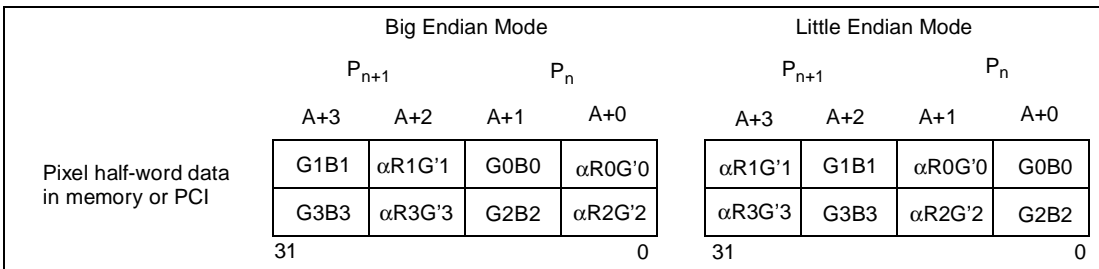 Big Endian Mode Little Endian Mode
Pn+1 Pn Pn+1 Pn
A+3 A+2 A+1 A+0 A+3 A+2 A+1 A+0
Pixel half-word data
in memory or PCI
G1B1 αR1G'1 G0B0 αR0G'0 αR1G'1 G1B1 αR0G'0 G0B0
G3B3 αR3G'3 G2B2 αR2G'2 αR3G'3 G3B3 αR2G'2 G2B2
31 0 31 0